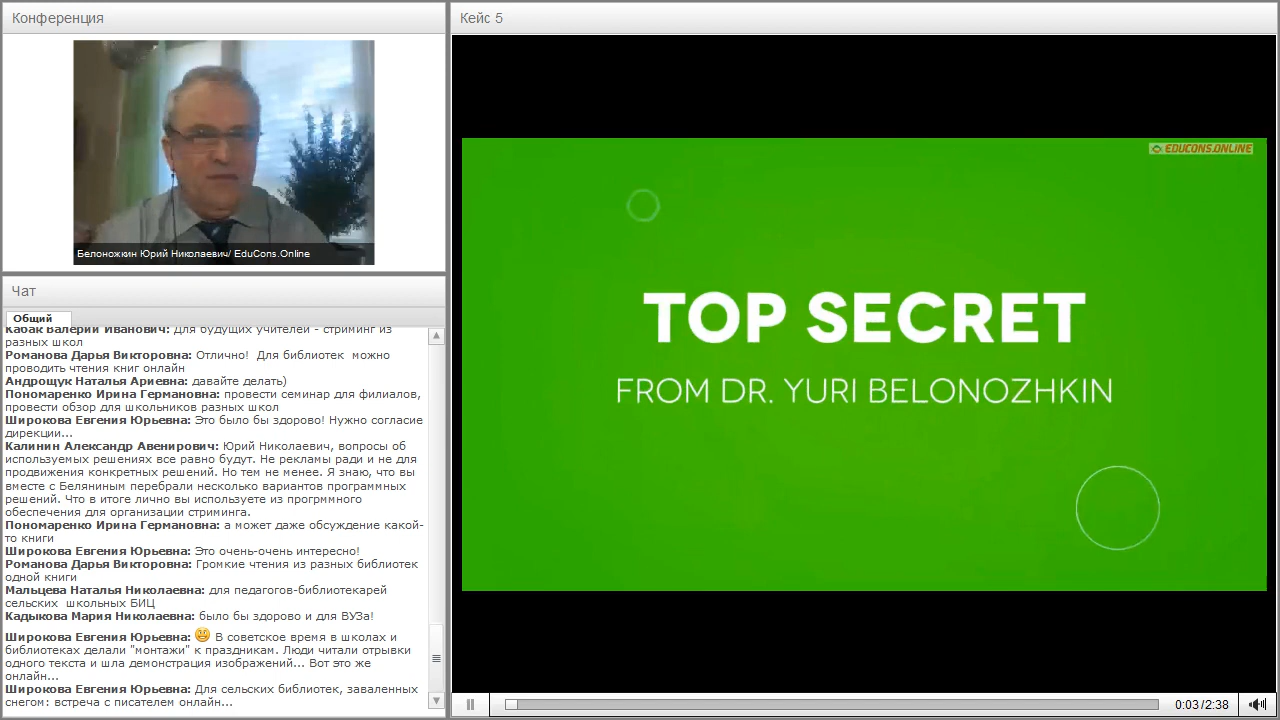 Конференция
Белоножкин Юрий Николаевич/ EduCons.Online
Чат
Общий
Кабак Валерий Иванович: Для будущих учителей - стриминг из
разных школ
Романова Дарья Викторовна: Отлично! Для библиотек можно
проводить чтения книг онлайн
Андрощук Наталья Ариевна: давайте делать)
Пономаренко Ирина Германовна: провести семинар для филиалов,
провести обзор для школьников разных школ
Широкова Евгения Юрьевна: Это было бы здорово! Нужно согласие
дирекции...
Калинин Александр Авенирович: Юрий Николаевич, вопросы об
используемых решениях все равно будут. Не рекламы ради и не для
продвижения конкретных решений. Но тем не менее. Я знаю, что вы
вместе с Беляниным перебрали несколько вариантов программных
решений. Что в итоге лично вы используете из прогрмного
обеспечения для организации стриминга.
Пономаренко Ирина Германовна: а может даже обсуждение какой-
то книги
Широкова Евгения Юрьевна: Это очень-очень интересно!
Романова Дарья Викторовна: Громкие чтения из разных библиотек
одной книги
Мальцева Наталья Николаевна: для педагогов-библиотекарей
сельских школьных БИЦ
Кадыкова Мария Николаевна: было бы здорово и для ВУЗа!
Широкова Евгения Юрьевна: В советское время в школах и
библиотеках делали "монтажи" к праздникам. Люди читали отрывки
одного текста и шла демонстрация изображений... Вот это же
онлайн...
Широкова Евгения Юрьевна: Для сельских библиотек, заваленных
снегом: встреча с писателем онлайн...
Кейс 5
EDUCONS.ONLINE
TOP SECRET
FROM DR. YURI BELONOZHKIN
0:03/2:38